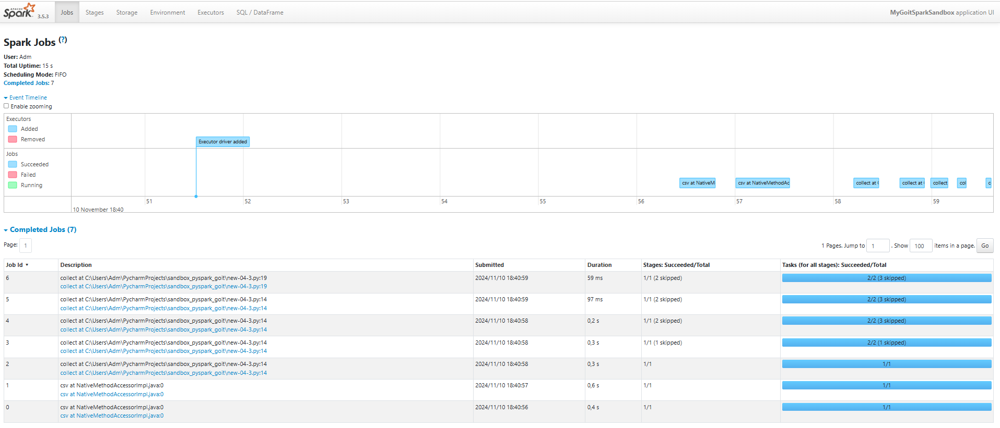 APACHE
Spark 3.5.3 Jobs Stages Storage Environment Executors SQL / DataFrame MyGoitSparkSandbox application UI
Spark Jobs (?)
User: Adm
Total Uptime: 15 s
Scheduling Mode: FIFO
Completed Jobs: 7
Event Timeline
Enable zooming
Executors
Added
Removed
Executor driver added
Jobs
Succeeded
Failed
Running
csv at NativeM csv at NativeMethodAc collect at collect at collect col c
51 52 53 54 55 56 57 58 59
10 November 18:40
Completed Jobs (7)
Page: 1 1 Pages. Jump to 1 . Show 100 items in a page. Go
Job Id ▾ Description Submitted Duration Stages: Succeeded/Total Tasks (for all stages): Succeeded/Total
6 collect at C:\Users\Adm\PycharmProjects\sandbox_pyspark_goit\new-04-3.py:19 2024/11/10 18:40:59 59 ms 1/1 (2 skipped) 2/2 (3 skipped)
collect at C:\Users\Adm\PycharmProjects\sandbox_pyspark_goit\new-04-3.py:19
5 collect at C:\Users\Adm\PycharmProjects\sandbox_pyspark_goit\new-04-3.py:14 2024/11/10 18:40:59 97 ms 1/1 (2 skipped) 2/2 (3 skipped)
collect at C:\Users\Adm\PycharmProjects\sandbox_pyspark_goit\new-04-3.py:14
4 collect at C:\Users\Adm\PycharmProjects\sandbox_pyspark_goit\new-04-3.py:14 2024/11/10 18:40:58 0,2 s 1/1 (2 skipped) 2/2 (3 skipped)
collect at C:\Users\Adm\PycharmProjects\sandbox_pyspark_goit\new-04-3.py:14
3 collect at C:\Users\Adm\PycharmProjects\sandbox_pyspark_goit\new-04-3.py:14 2024/11/10 18:40:58 0,3 s 1/1 (1 skipped) 2/2 (1 skipped)
collect at C:\Users\Adm\PycharmProjects\sandbox_pyspark_goit\new-04-3.py:14
2 collect at C:\Users\Adm\PycharmProjects\sandbox_pyspark_goit\new-04-3.py:14 2024/11/10 18:40:58 0,3 s 1/1 1/1
collect at C:\Users\Adm\PycharmProjects\sandbox_pyspark_goit\new-04-3.py:14
1 csv at NativeMethodAccessorImpl.java:0 2024/11/10 18:40:57 0,6 s 1/1 1/1
csv at NativeMethodAccessorImpl.java:0
0 csv at NativeMethodAccessorImpl.java:0 2024/11/10 18:40:56 0,4 s 1/1 1/1
csv at NativeMethodAccessorImpl.java:0